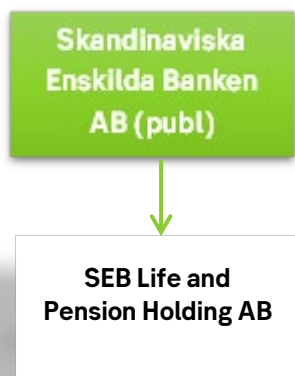 Skandinaviska
Enskilda Banken
AB (publ)
SEB Life and
Pension Holding AB